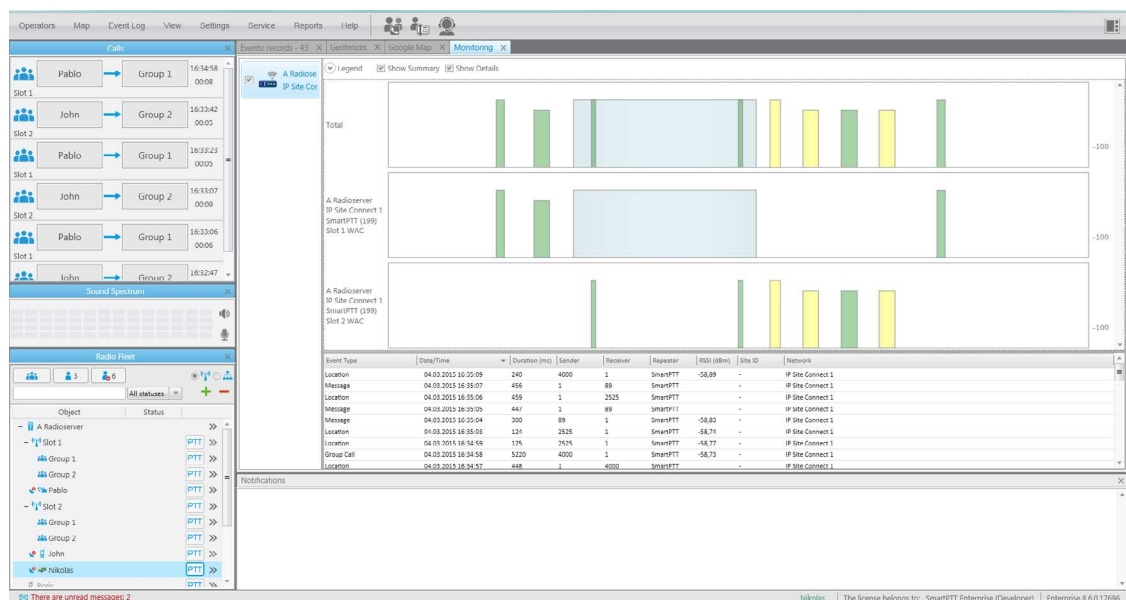 Operators Map Event Log View Settings Service Reports Help
Calls
Pablo Group 1 16:34:58
00:08
Slot 1
John Group 2 16:33:42
00:05
Slot 2
Pablo Group 1 16:33:23
00:05
Slot 1
John Group 2 16:33:07
00:09
Slot 2
Pablo Group 1 16:33:06
00:06
Slot 1
John Group 2 16:32:47
Sound Spectrum
Radio Fleet
3 6
All statuses
Object Status
A Radioserver
Slot 1 PTT
Group 1 PTT
Group 2 PTT
Pablo PTT
Slot 2 PTT
Group 1 PTT
Group 2 PTT
John PTT
Nikolas PTT
Boris PTT
Events: records - 43 Geofences Google Map Monitoring
A Radiose
IP Site Cor
Legend Show Summary Show Details
Total
-100
A Radioserver
IP Site Connect 1
SmartPTT (199)
Slot 1 WAC
-100
A Radioserver
IP Site Connect 1
SmartPTT (199)
Slot 2 WAC
-100
Event Type Date/Time Duration (ms) Sender Receiver Repeater RSSI (dBm) Site ID Network
Location 04.03.2015 16:35:09 240 4000 1 SmartPTT -58,89 - IP Site Connect 1
Message 04.03.2015 16:35:07 456 1 89 SmartPTT - IP Site Connect 1
Location 04.03.2015 16:35:06 459 1 2525 SmartPTT - IP Site Connect 1
Message 04.03.2015 16:35:05 447 1 89 SmartPTT - IP Site Connect 1
Message 04.03.2015 16:35:04 300 89 1 SmartPTT -58,83 - IP Site Connect 1
Location 04.03.2015 16:35:03 124 2525 1 SmartPTT -58,74 - IP Site Connect 1
Location 04.03.2015 16:34:59 125 2525 1 SmartPTT -58,77 - IP Site Connect 1
Group Call 04.03.2015 16:34:58 5220 4000 1 SmartPTT -58,73 - IP Site Connect 1
Location 04.03.2015 16:34:57 448 1 4000 SmartPTT - IP Site Connect 1
Notifications
There are unread messages: 2
Nikolas The license belongs to: SmartPTT Enterprise (Developer) Enterprise 8.6.0.17696